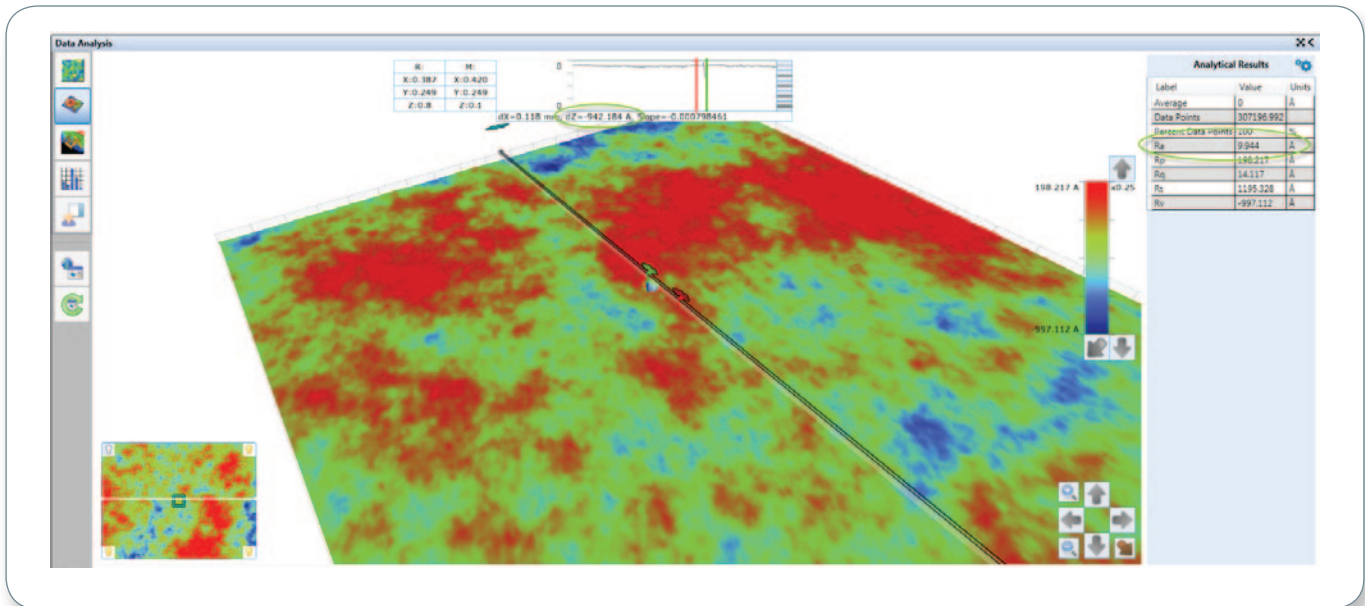 Data Analysis
R: M:
X:0.387 X:0.420
Y:0.249 Y:0.249
Z:0.8 Z:0.1
0
0
dX=0.118 mm, dZ=-942.184 A, Slope=-0.000798461
198.217 A
x0.25
-997.112 A
Analytical Results
Label Value Units
Average 0 Å
Data Points 307196.992
Percent Data Points 100 %
Ra 9.944 Å
Rp 198.217 Å
Rq 14.117 Å
Rt 1195.328 Å
Rv -997.112 Å